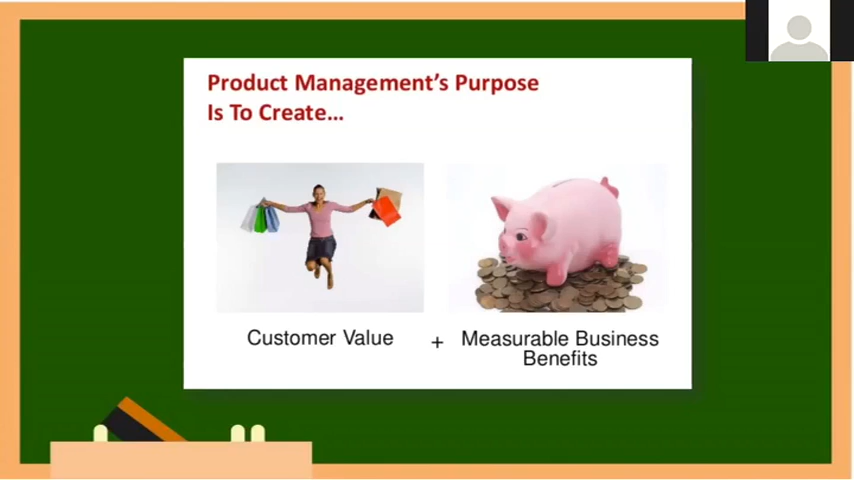 Product Management’s Purpose
Is To Create…
Customer Value
+
Measurable Business
Benefits